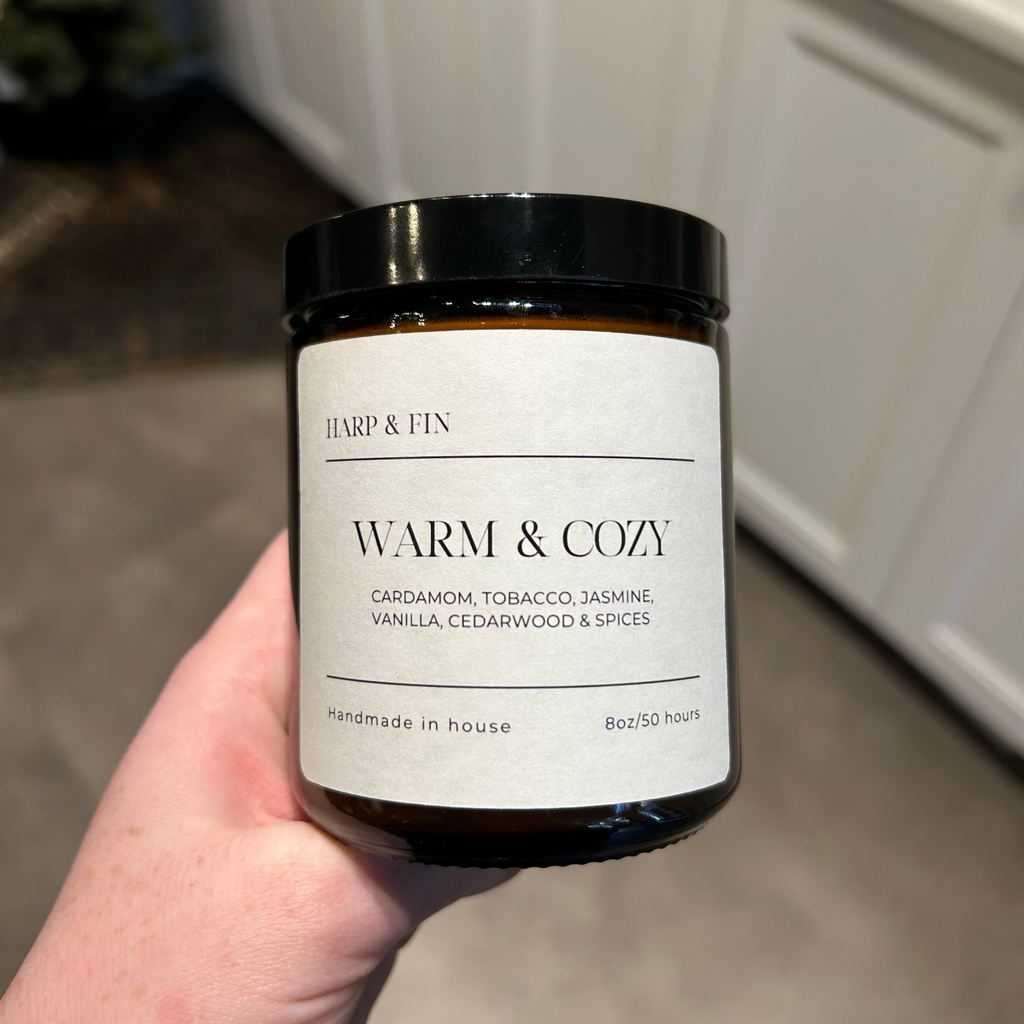 HARP & FIN
WARM & COZY
CARDAMOM, TOBACCO, JASMINE,
VANILLA, CEDARWOOD & SPICES
Handmade in house
8oz/50 hours